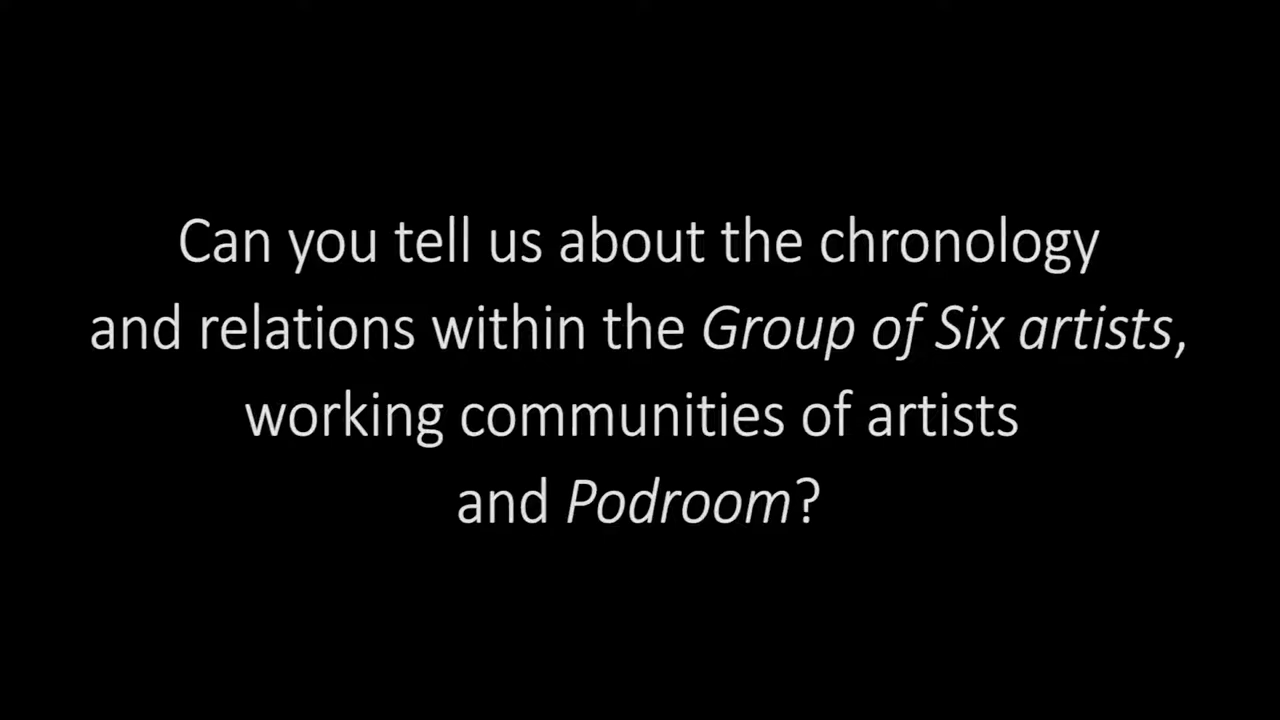 Can you tell us about the chronology
and relations within the Group of Six artists,
working communities of artists
and Podroom?